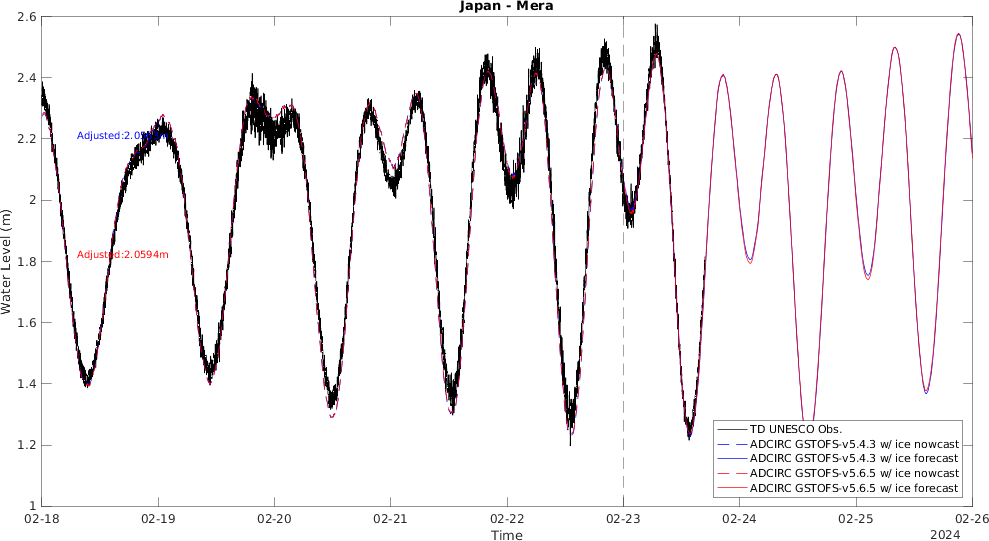 Japan - Mera
2.6
2.4
2.2
2
1.8
1.6
1.4
1.2
1
Water Level (m)
Adjusted:2.05
Adjusted:2.0594m
TD UNESCO Obs.
ADCIRC GSTOFS-v5.4.3 w/ ice nowcast
ADCIRC GSTOFS-v5.4.3 w/ ice forecast
ADCIRC GSTOFS-v5.6.5 w/ ice nowcast
ADCIRC GSTOFS-v5.6.5 w/ ice forecast
02-18 02-19 02-20 02-21 02-22 02-23 02-24 02-25 02-26
Time
2024